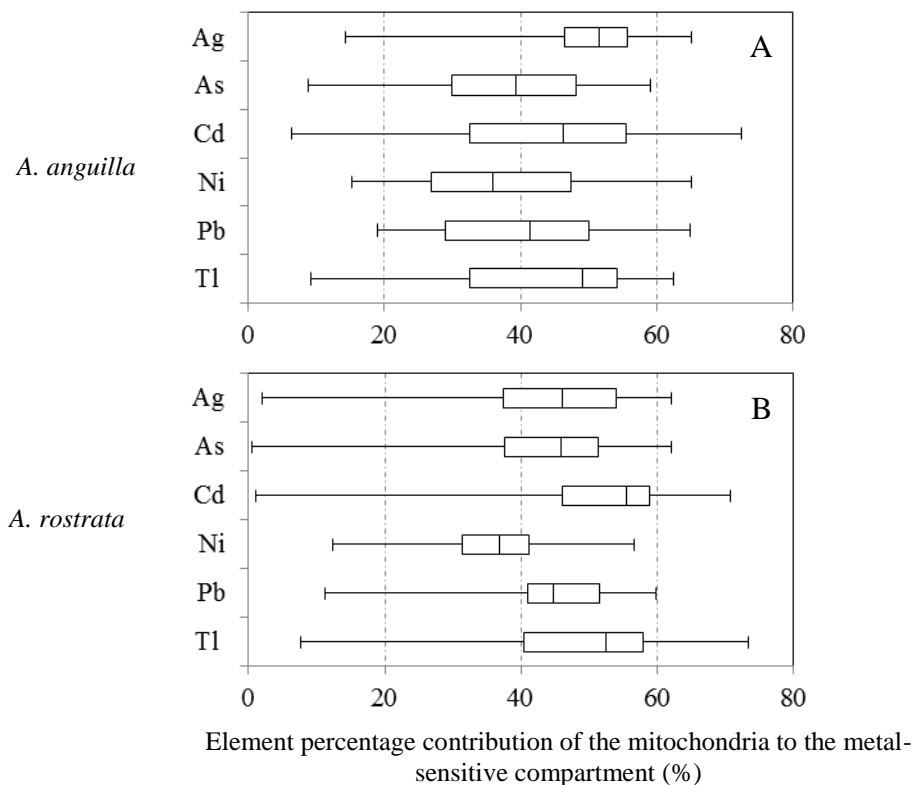 A
Ag
As
Cd
Ni
Pb
Tl
A. anguilla
0 20 40 60 80
B
Ag
As
Cd
Ni
Pb
Tl
A. rostrata
0 20 40 60 80
Element percentage contribution of the mitochondria to the metal-
sensitive compartment (%)